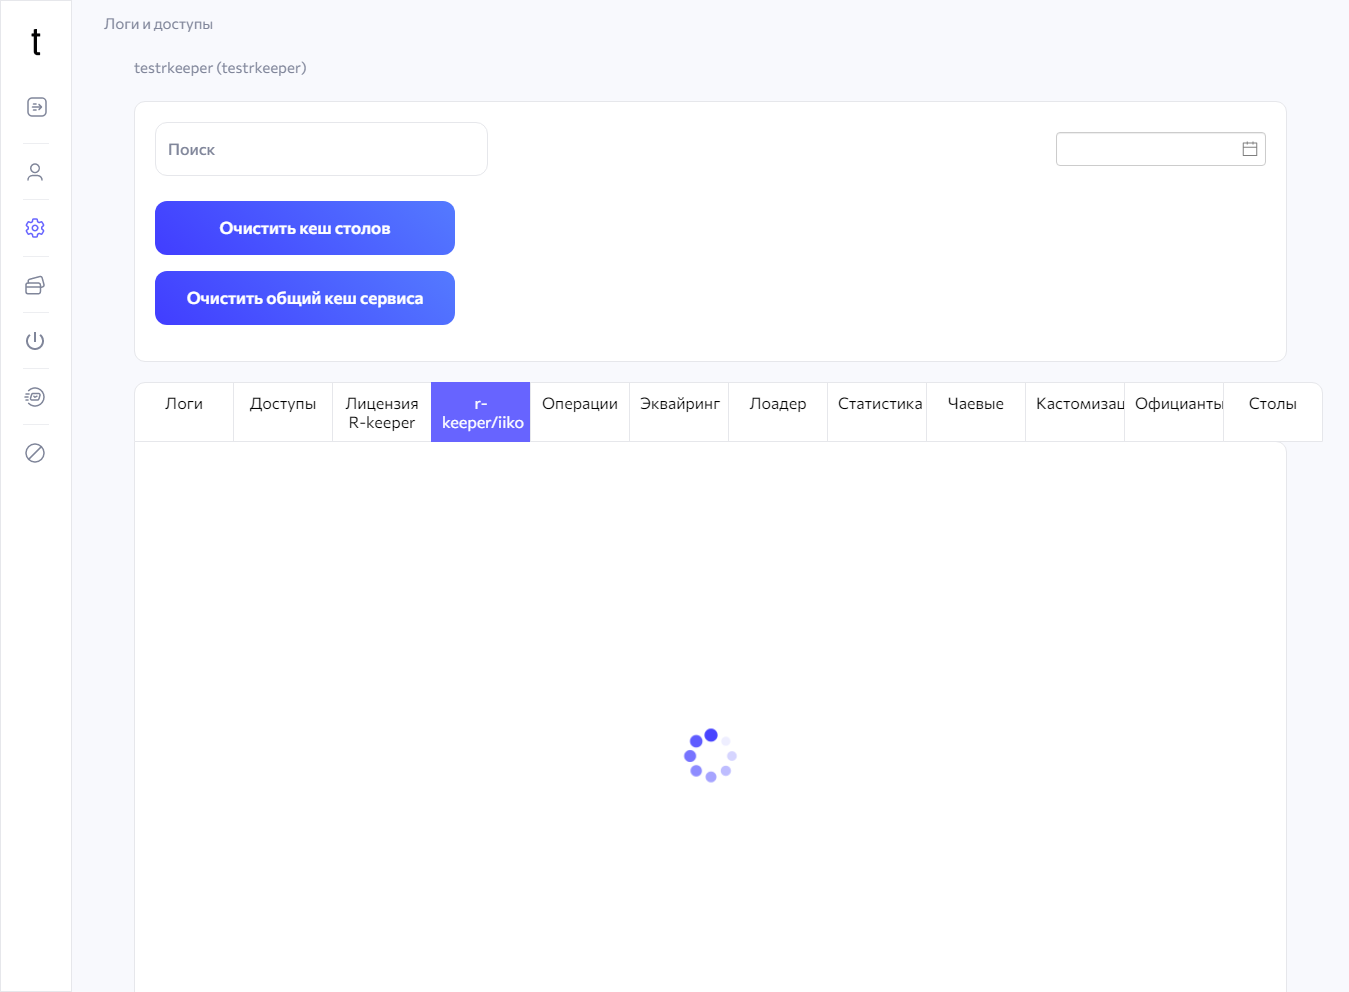 Логи и доступы
t
testrkeeper (testrkeeper)
Поиск
Очистить кеш столов
Очистить общий кеш сервиса
Логи
Доступы
Лицензия
R-keeper
r-
keeper/iiko
Операции
Эквайринг
Лоадер
Статистика
Чаевые
Кастомизац
Официанты
Столы